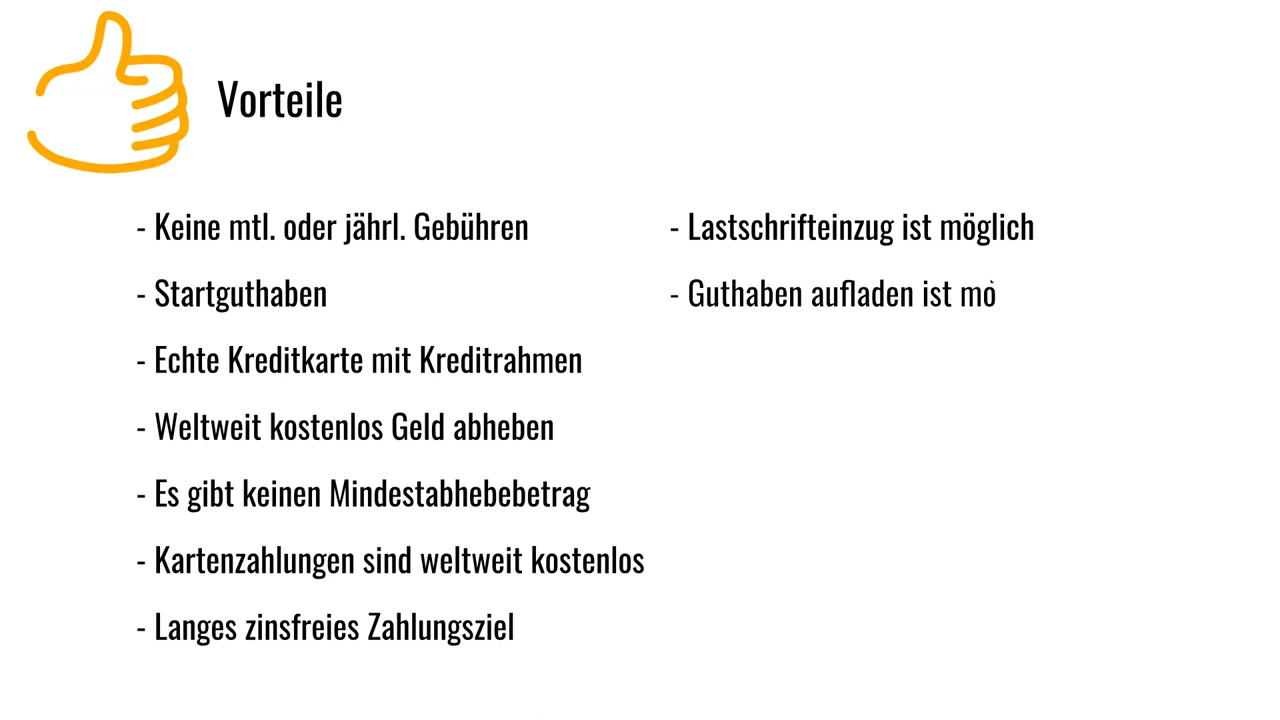 Vorteile
- Keine mtl. oder jährl. Gebühren
- Startguthaben
- Echte Kreditkarte mit Kreditrahmen
- Weltweit kostenlos Geld abheben
- Es gibt keinen Mindestabhebebetrag
- Kartenzahlungen sind weltweit kostenlos
- Langes zinsfreies Zahlungsziel
- Lastschrifteinzug ist möglich
- Guthaben aufladen ist